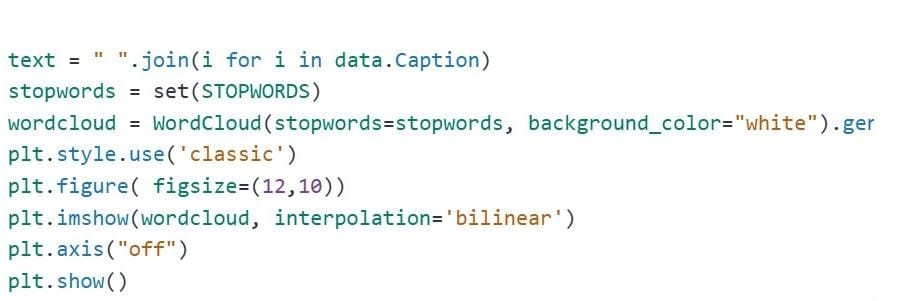 text = " ".join(i for i in data.Caption)
stopwords = set(STOPWORDS)
wordcloud = WordCloud(stopwords=stopwords, background_color="white").ger
plt.style.use('classic')
plt.figure( figsize=(12,10))
plt.imshow(wordcloud, interpolation='bilinear')
plt.axis("off")
plt.show()